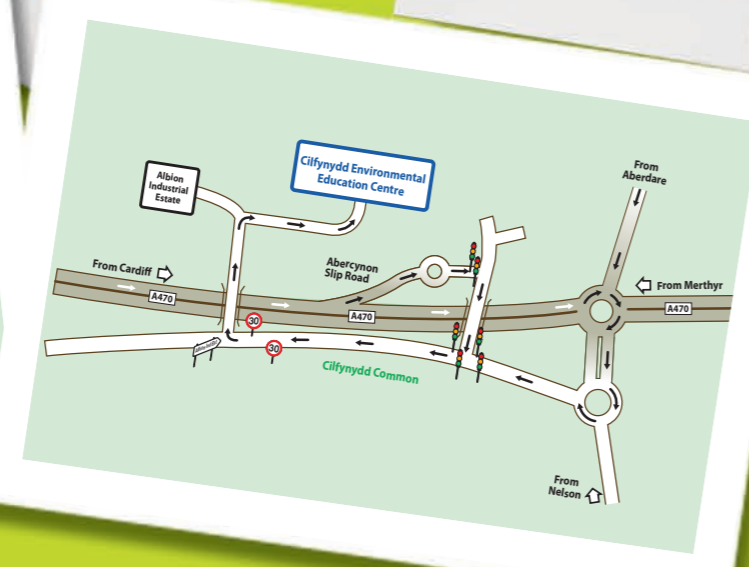 Cilfynydd Environmental
Education Centre
Albion
Industrial
Estate
From
Aberdare
From Cardiff
Abercynon
Slip Road
From Merthyr
A470
A470
A470
30
30
Cilfynydd Common
From
Nelson